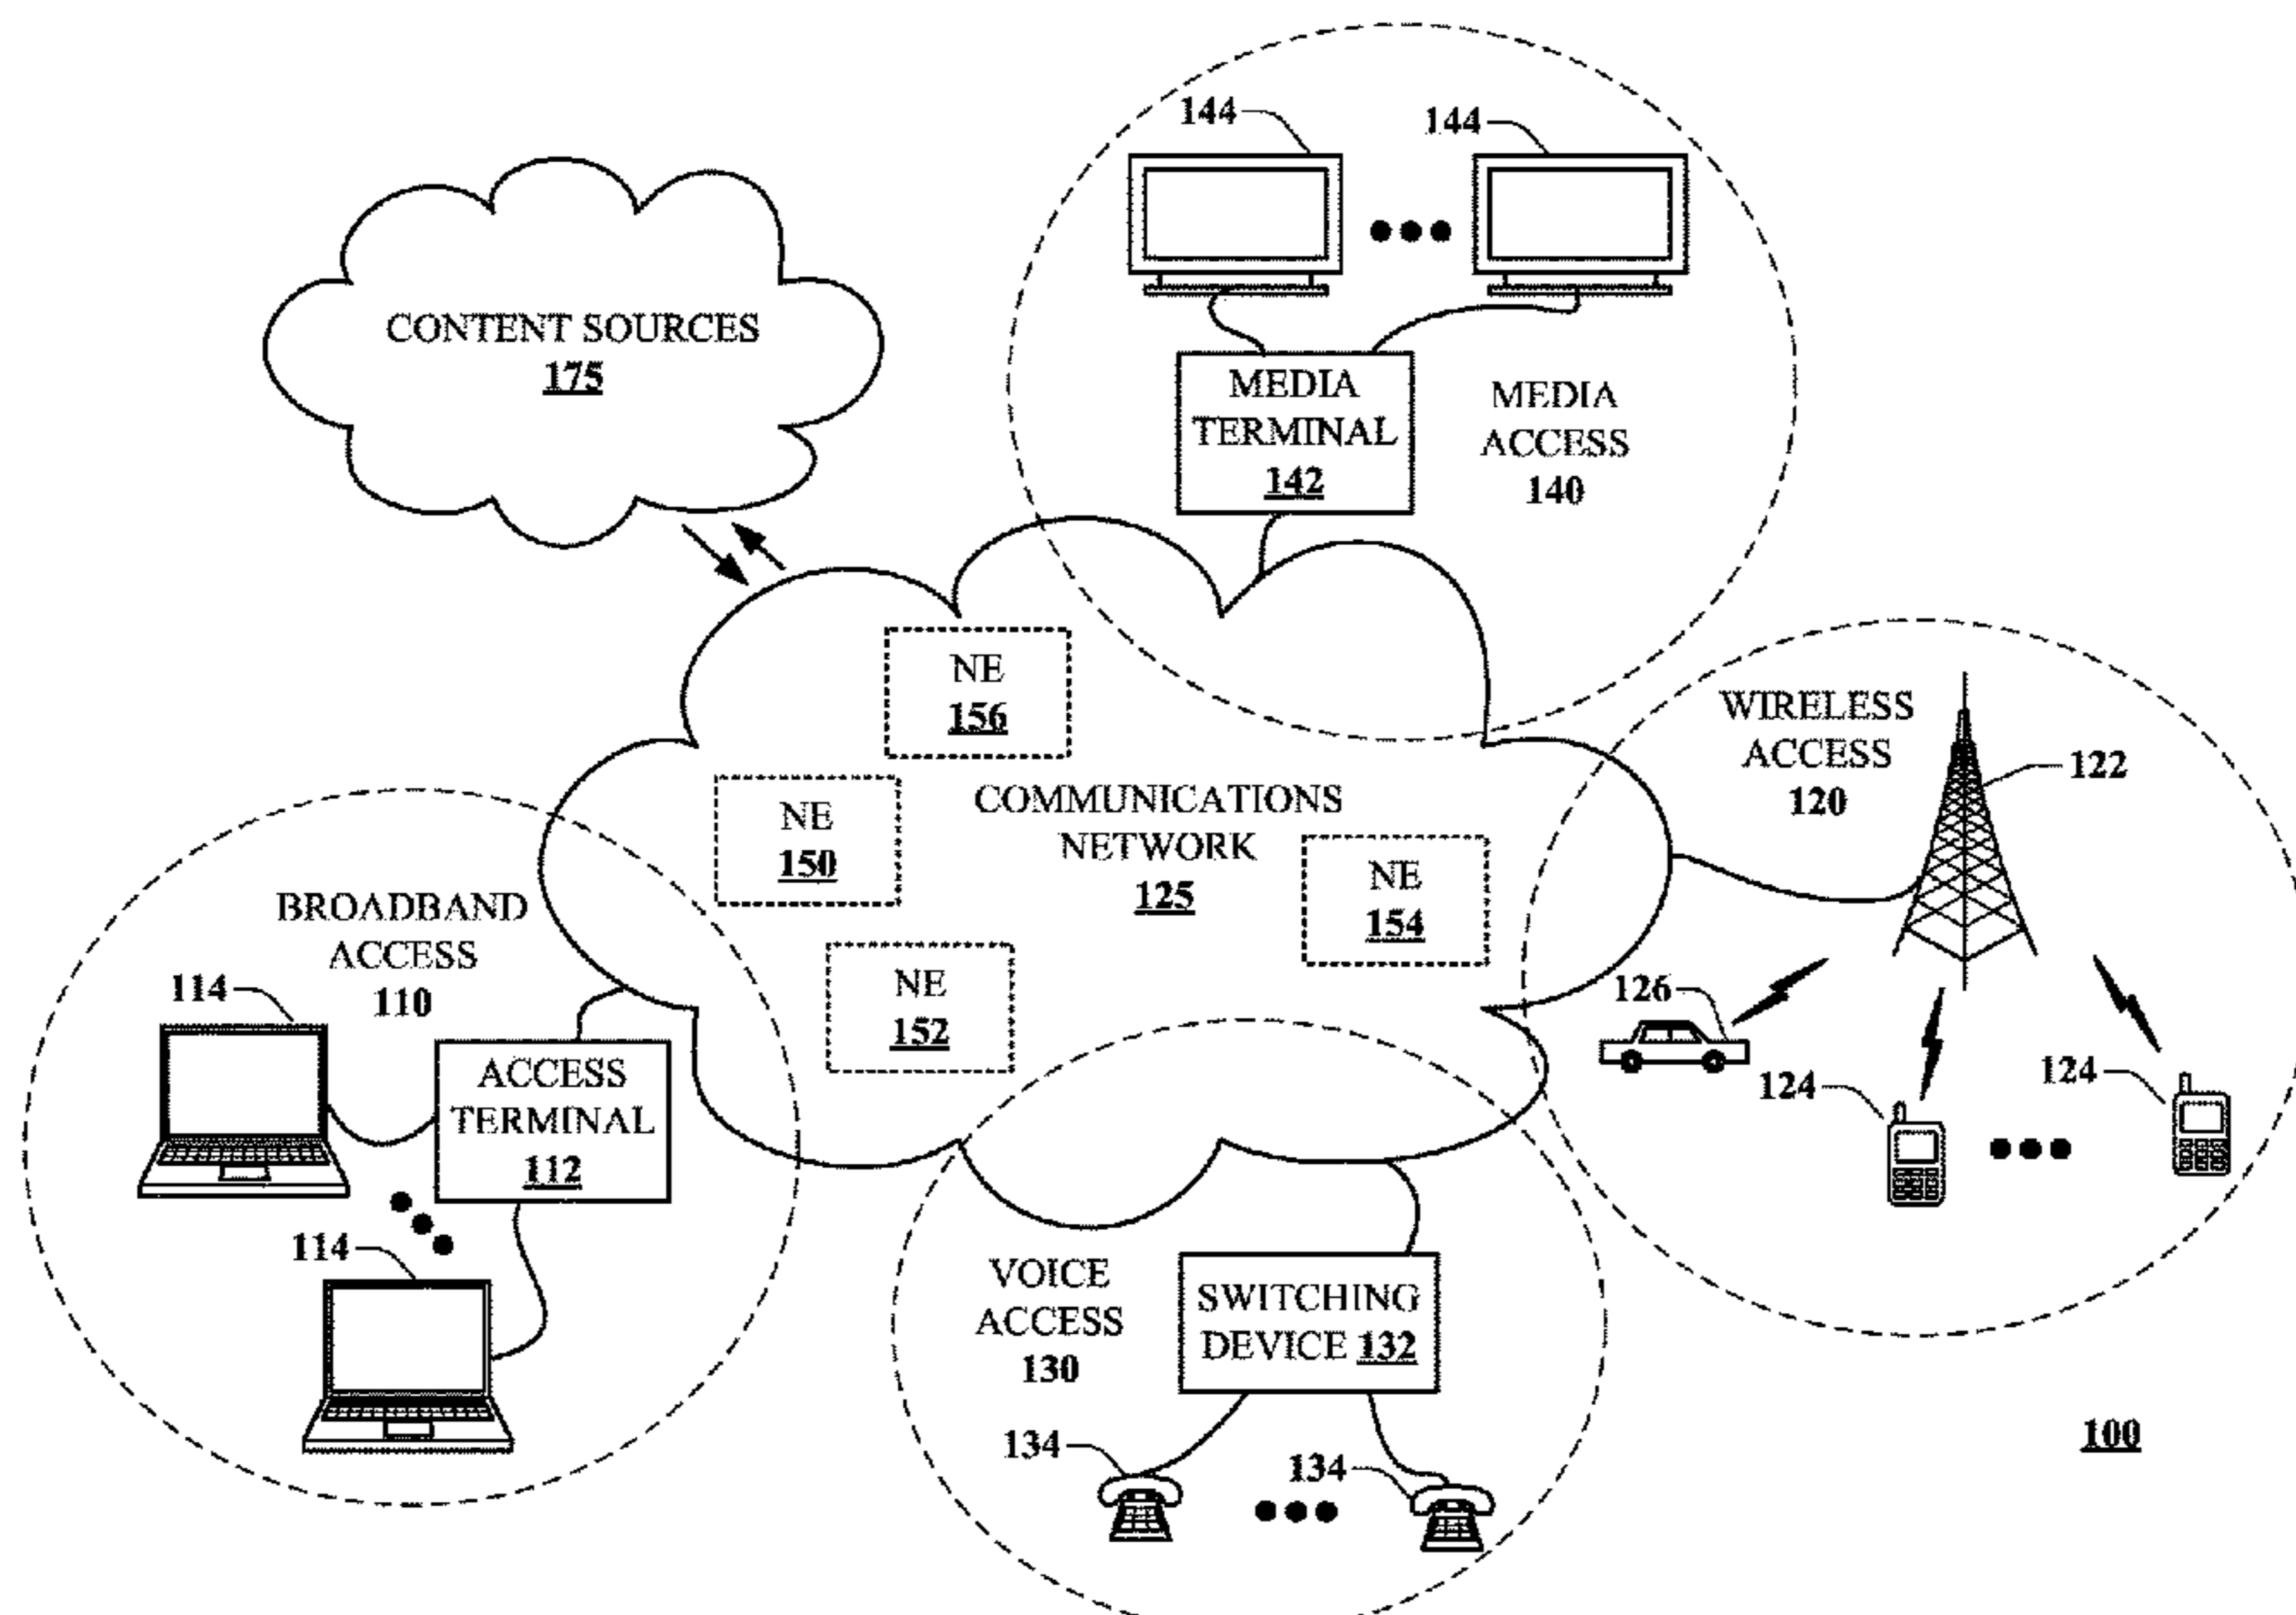 144
144
CONTENT SOURCES
175
MEDIA
TERMINAL
142
MEDIA
ACCESS
140
NE
156
WIRELESS
ACCESS
120
122
NE
150
COMMUNICATIONS
NETWORK
125
NE
154
BROADBAND
ACCESS
110
114
NE
152
126
124
124
ACCESS
TERMINAL
112
114
VOICE
ACCESS
130
SWITCHING
DEVICE 132
134
134
100